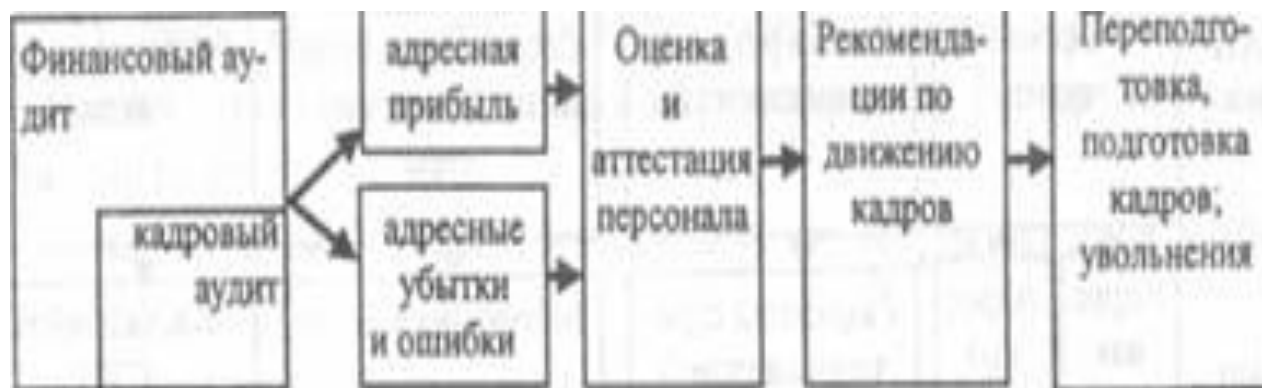 Финансовый ау-
дит
кадровый
аудит
адресная
прибыль
адресные
убытки
и ошибки
Оценка
и
аттестация
персонала
Рекоменда-
ции по
движению
кадров
Переподго-
товка,
подготовка
кадров;
увольнения